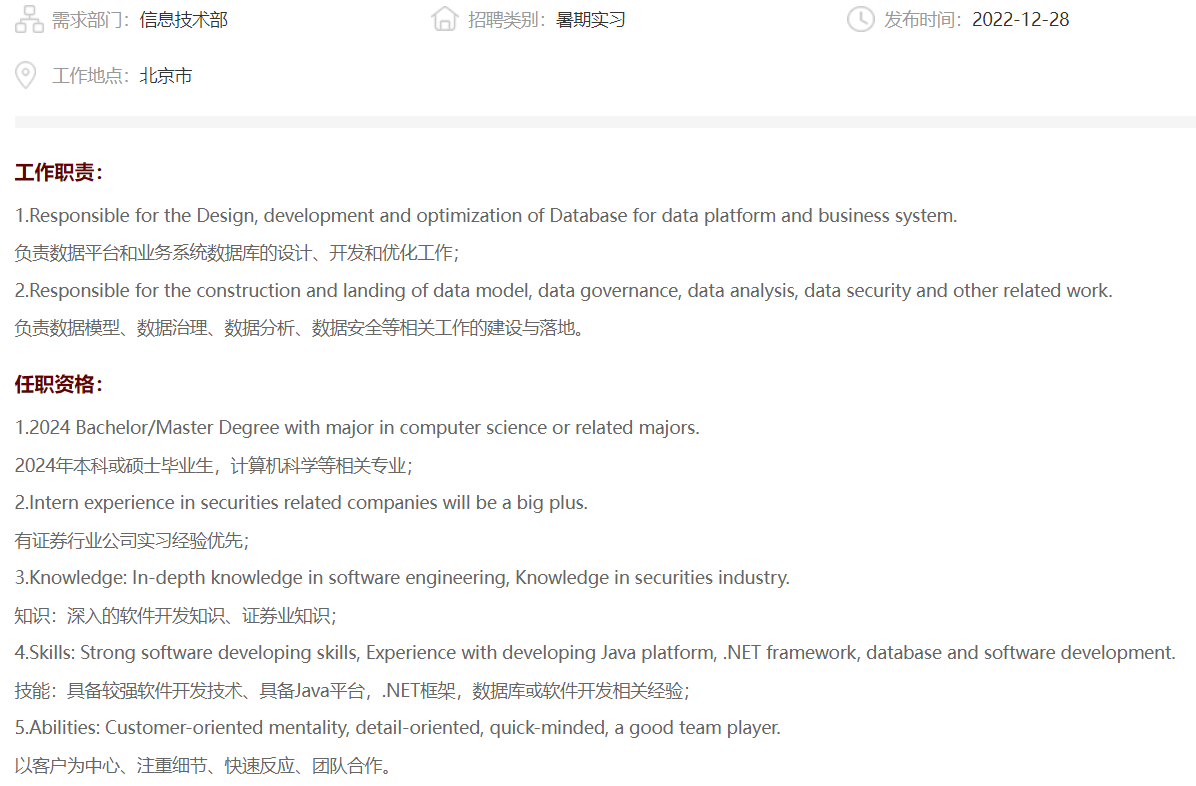 需求部门：信息技术部 招聘类别：暑期实习 发布时间：2022-12-28
工作地点：北京市
工作职责：
1.Responsible for the Design, development and optimization of Database for data platform and business system.
负责数据平台和业务系统数据库的设计、开发和优化工作；
2.Responsible for the construction and landing of data model, data governance, data analysis, data security and other related work.
负责数据模型、数据治理、数据分析、数据安全等相关工作的建设与落地。
任职资格：
1.2024 Bachelor/Master Degree with major in computer science or related majors.
2024年本科或硕士毕业生，计算机科学等相关专业；
2.Intern experience in securities related companies will be a big plus.
有证券行业公司实习经验优先；
3.Knowledge: In-depth knowledge in software engineering, Knowledge in securities industry.
知识：深入的软件开发知识、证券业知识；
4.Skills: Strong software developing skills, Experience with developing Java platform, .NET framework, database and software development.
技能：具备较强软件开发技术、具备Java平台，.NET框架，数据库或软件开发相关经验；
5.Abilities: Customer-oriented mentality, detail-oriented, quick-minded, a good team player.
以客户为中心、注重细节、快速反应、团队合作。